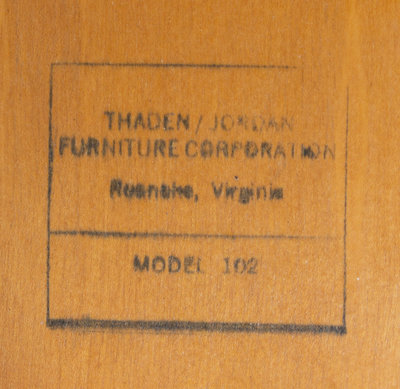 THADEN/JORDAN
FURNITURE CORPORATION
Roanoke, Virginia
MODEL 102